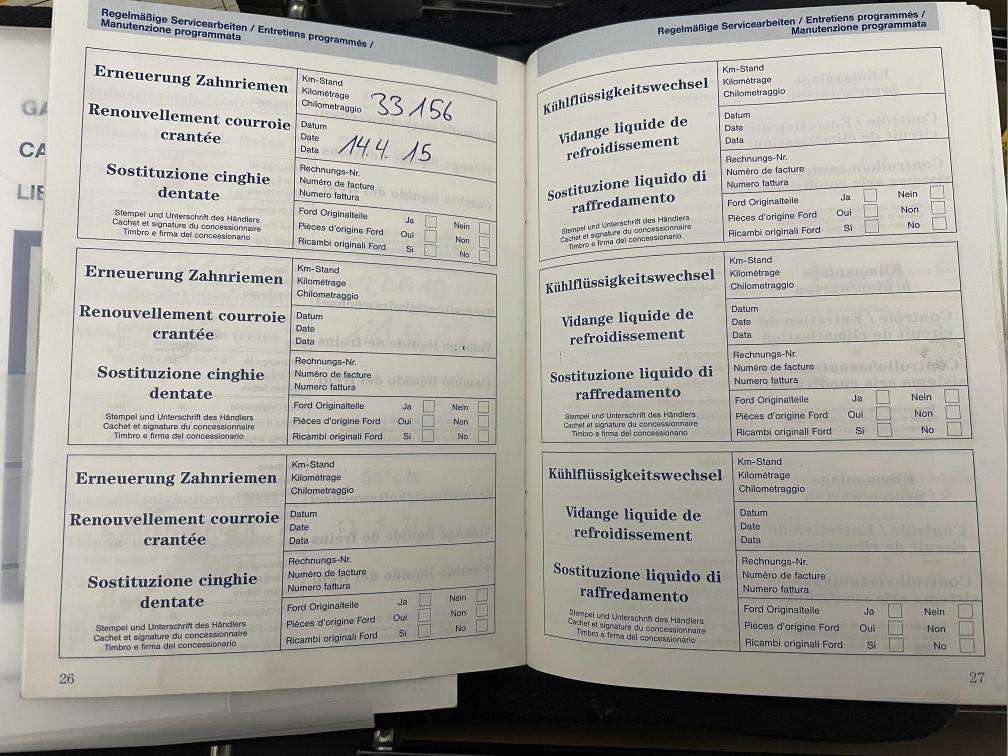 GA
CA
LIE
Regelmäßige Servicearbeiten / Entretiens programmés /
Manutenzione programmata
Erneuerung Zahnriemen
Renouvellement courroie
crantée
Sostituzione cinghie
dentate
Stempel und Unterschrift des Händlers
Cachet et signature du concessionnaire
Timbro e firma del concessionario
Km-Stand
Kilométrage
Chilometraggio 33 156
Datum
Date
Data 14.4. 15
Rechnungs-Nr.
Numéro de facture
Numero fattura
Ford Originalteile Ja Nein
Pièces d'origine Ford Oui Non
Ricambi originali Ford Si No
Erneuerung Zahnriemen
Renouvellement courroie
crantée
Sostituzione cinghie
dentate
Stempel und Unterschrift des Händlers
Cachet et signature du concessionnaire
Timbro e firma del concessionario
Km-Stand
Kilométrage
Chilometraggio
Datum
Date
Data
Rechnungs-Nr.
Numéro de facture
Numero fattura
Ford Originalteile Ja Nein
Pièces d'origine Ford Oui Non
Ricambi originali Ford Si No
Erneuerung Zahnriemen
Renouvellement courroie
crantée
Sostituzione cinghie
dentate
Stempel und Unterschrift des Händlers
Cachet et signature du concessionnaire
Timbro e firma del concessionario
Km-Stand
Kilométrage
Chilometraggio
Datum
Date
Data
Rechnungs-Nr.
Numéro de facture
Numero fattura
Ford Originalteile Ja Nein
Pièces d'origine Ford Oui Non
Ricambi originali Ford Si No
26
Regelmäßige Servicearbeiten / Entretiens programmés /
Manutenzione programmata
Kühlflüssigkeitswechsel
Vidange liquide de
refroidissement
Sostituzione liquido di
raffredamento
Stempel und Unterschrift des Händlers
Cachet et signature du concessionnaire
Timbro e firma del concessionario
Km-Stand
Kilométrage
Chilometraggio
Datum
Date
Data
Rechnungs-Nr.
Numéro de facture
Numero fattura
Ford Originalteile Ja Nein
Pièces d'origine Ford Oui Non
Ricambi originali Ford Si No
Kühlflüssigkeitswechsel
Vidange liquide de
refroidissement
Sostituzione liquido di
raffredamento
Stempel und Unterschrift des Händlers
Cachet et signature du concessionnaire
Timbro e firma del concessionario
Km-Stand
Kilométrage
Chilometraggio
Datum
Date
Data
Rechnungs-Nr.
Numéro de facture
Numero fattura
Ford Originalteile Ja Nein
Pièces d'origine Ford Oui Non
Ricambi originali Ford Si No
Kühlflüssigkeitswechsel
Vidange liquide de
refroidissement
Sostituzione liquido di
raffredamento
Stempel und Unterschrift des Händlers
Cachet et signature du concessionnaire
Timbro e firma del concessionario
Km-Stand
Kilométrage
Chilometraggio
Datum
Date
Data
Rechnungs-Nr.
Numéro de facture
Numero fattura
Ford Originalteile Ja Nein
Pièces d'origine Ford Oui Non
Ricambi originali Ford Si No
27